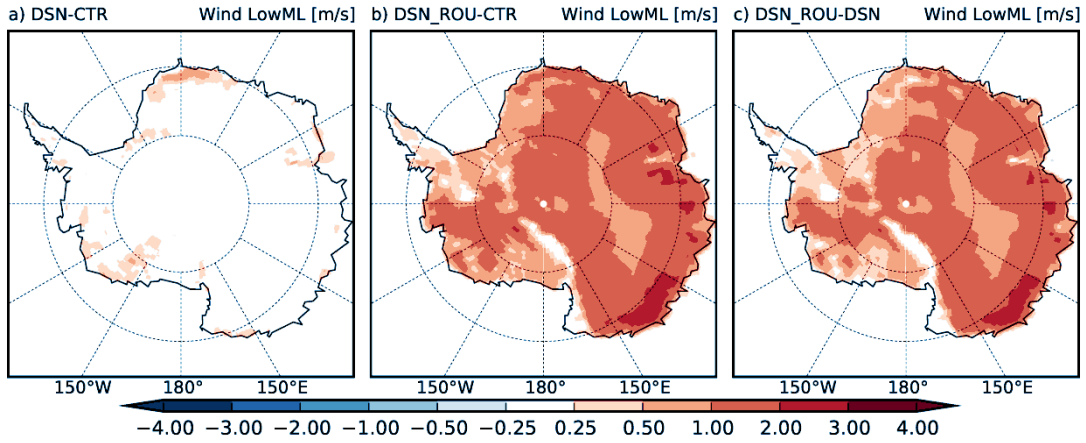 a) DSN-CTR Wind LowML [m/s]
b) DSN_ROU-CTR Wind LowML [m/s]
c) DSN_ROU-DSN Wind LowML [m/s]
150°W 180° 150°E
150°W 180° 150°E
150°W 180° 150°E
−4.00 −3.00 −2.00 −1.00 −0.50 −0.25 0.25 0.50 1.00 2.00 3.00 4.00